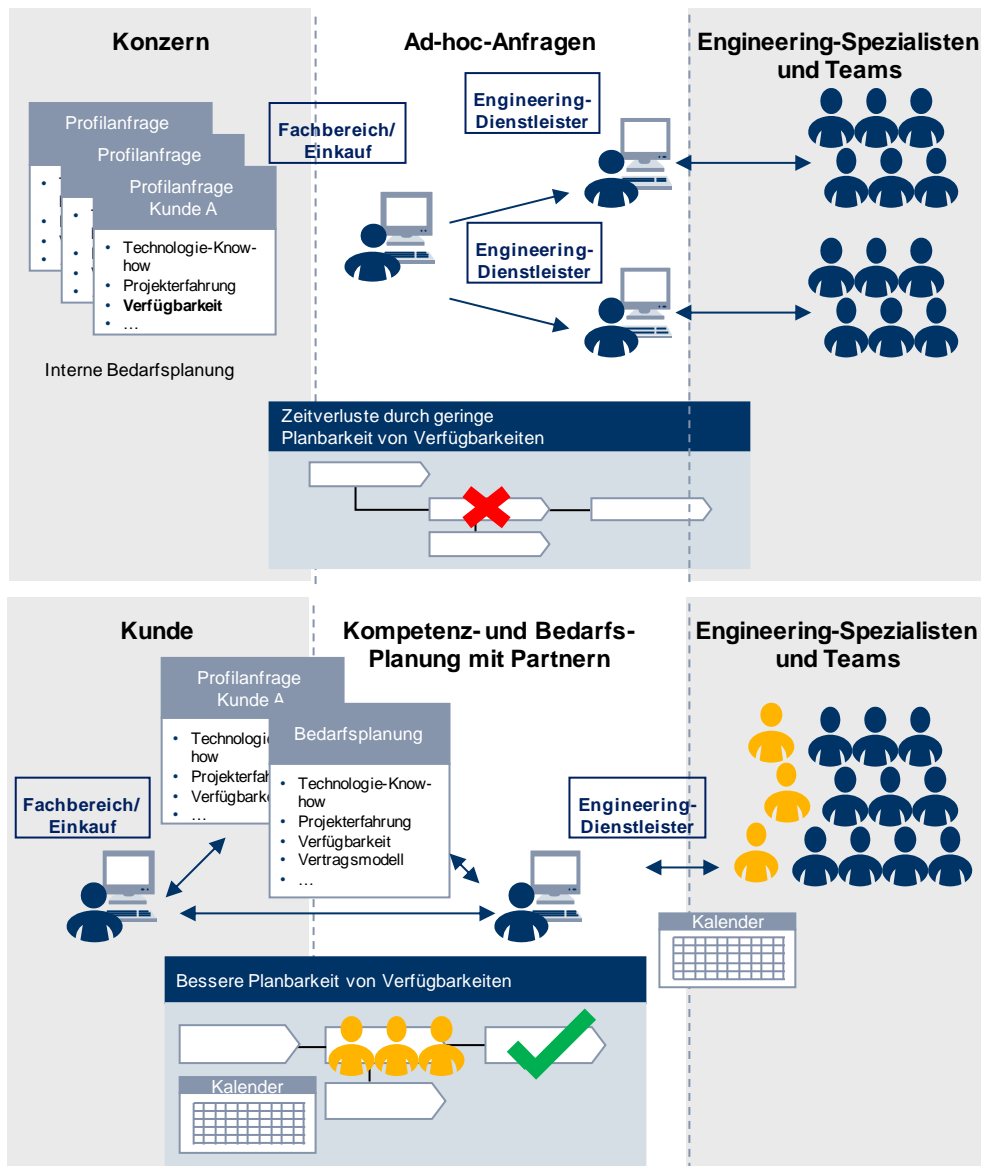 Konzern
Ad-hoc-Anfragen
Engineering-Spezialisten
und Teams
Profilanfrage
Profilanfrage
Profilanfrage
Kunde A
• Technologie-Know-
how
• Projekterfahrung
• Verfügbarkeit
• …
Interne Bedarfsplanung
Fachbereich/
Einkauf
Engineering-
Dienstleister
Engineering-
Dienstleister
Zeitverluste durch geringe
Planbarkeit von Verfügbarkeiten
Kunde
Kompetenz- und Bedarfs-
Planung mit Partnern
Engineering-Spezialisten
und Teams
Profilanfrage
Kunde A
• Technologie
how
• Projekterfah
• Verfügbarke
• …
Bedarfsplanung
• Technologie-Know-
how
• Projekterfahrung
• Verfügbarkeit
• Vertragsmodell
• …
Fachbereich/
Einkauf
Engineering-
Dienstleister
Kalender
Bessere Planbarkeit von Verfügbarkeiten
Kalender